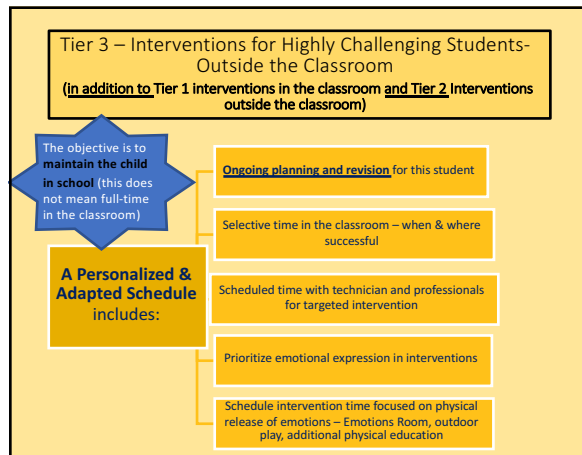 Tier 3 – Interventions for Highly Challenging Students-
Outside the Classroom
(in addition to Tier 1 interventions in the classroom and Tier 2 Interventions
outside the classroom)
The objective is to
maintain the child
in school (this does
not mean full-time
in the classroom)
A Personalized &
Adapted Schedule
includes:
Ongoing planning and revision for this student
Selective time in the classroom – when & where
successful
Scheduled time with technician and professionals
for targeted intervention
Prioritize emotional expression in interventions
Schedule intervention time focused on physical
release of emotions – Emotions Room, outdoor
play, additional physical education